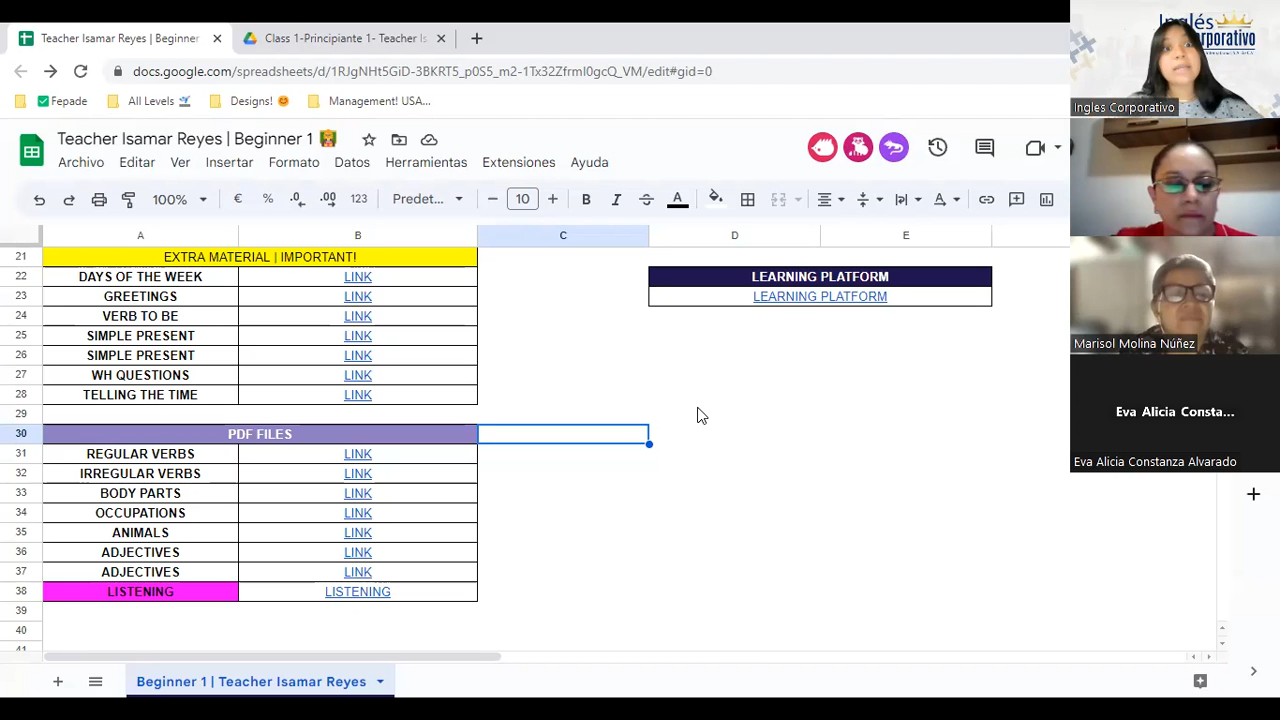 Teacher Isamar Reyes | Beginner
Class 1-Principiante 1- Teacher Is
docs.google.com/spreadsheets/d/1RJgNHt5GiD-3BKRT5_p0S5_m2-1Tx32ZfrmI0gcQ_VM/edit#gid=0
Fepade
All Levels
Designs!
Management! USA...
Teacher Isamar Reyes | Beginner 1
Archivo Editar Ver Insertar Formato Datos Herramientas Extensiones Ayuda
100% € % .0 .00 123 Predet... 10 B I A
A B C D E
21 EXTRA MATERIAL | IMPORTANT!
22 DAYS OF THE WEEK LINK LEARNING PLATFORM
23 GREETINGS LINK LEARNING PLATFORM
24 VERB TO BE LINK
25 SIMPLE PRESENT LINK
26 SIMPLE PRESENT LINK
27 WH QUESTIONS LINK
28 TELLING THE TIME LINK
29
30 PDF FILES
31 REGULAR VERBS LINK
32 IRREGULAR VERBS LINK
33 BODY PARTS LINK
34 OCCUPATIONS LINK
35 ANIMALS LINK
36 ADJECTIVES LINK
37 ADJECTIVES LINK
38 LISTENING LISTENING
39
40
41
Beginner 1 | Teacher Isamar Reyes
Inglés
Corporativo
Ingles Corporativo
Marisol Molina Núñez
Eva Alicia Consta...
Eva Alicia Constanza Alvarado